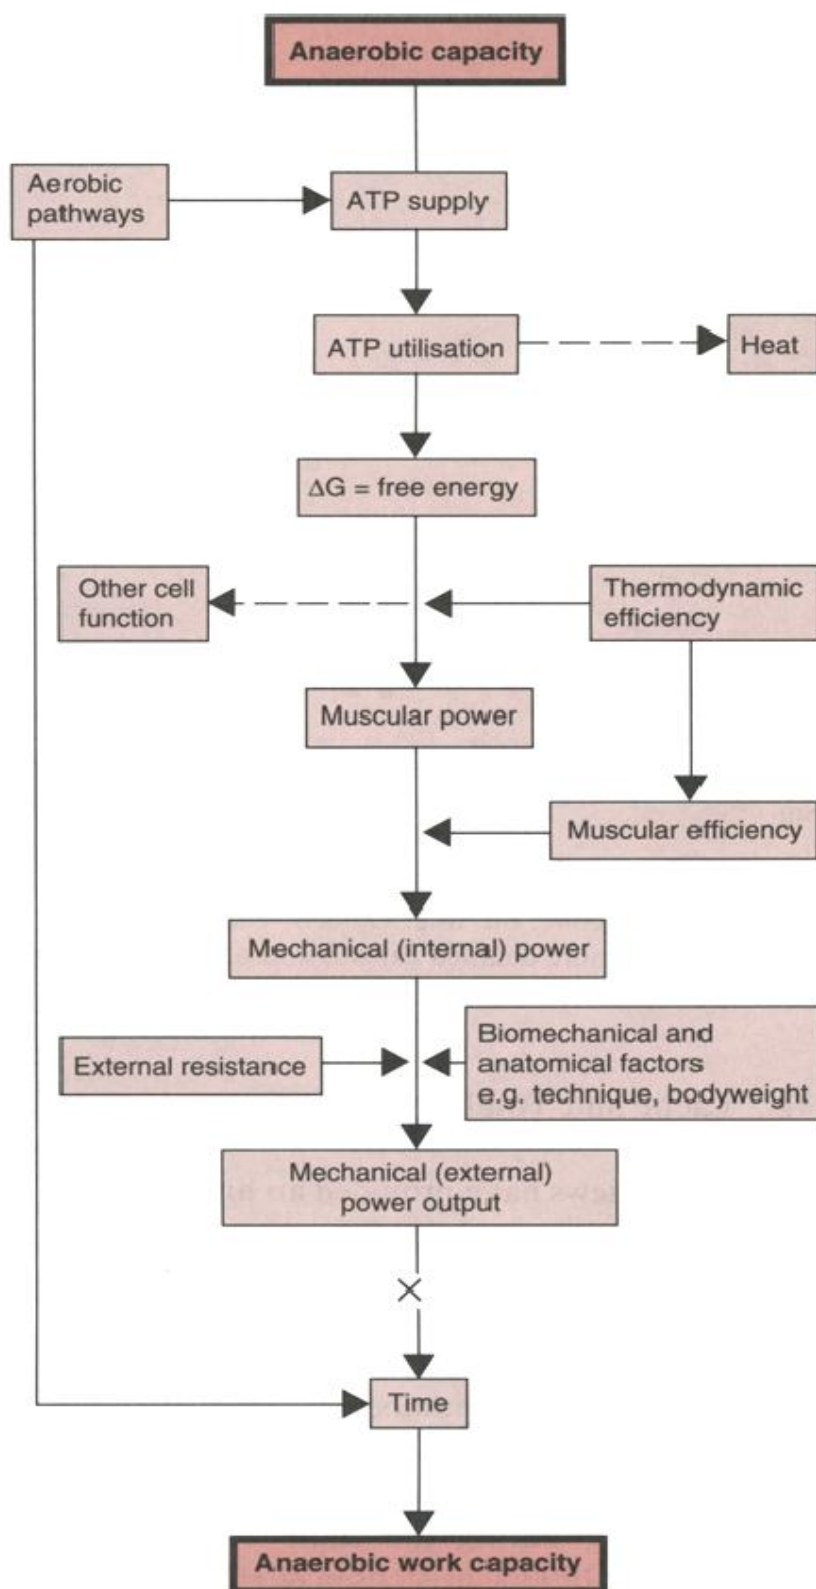 Anaerobic capacity
Aerobic
pathways
ATP supply
ATP utilisation
Heat
ΔG = free energy
Other cell
function
Thermodynamic
efficiency
Muscular power
Muscular efficiency
Mechanical (internal) power
External resistance
Biomechanical and
anatomical factors
e.g. technique, bodyweight
Mechanical (external)
power output
×
Time
Anaerobic work capacity